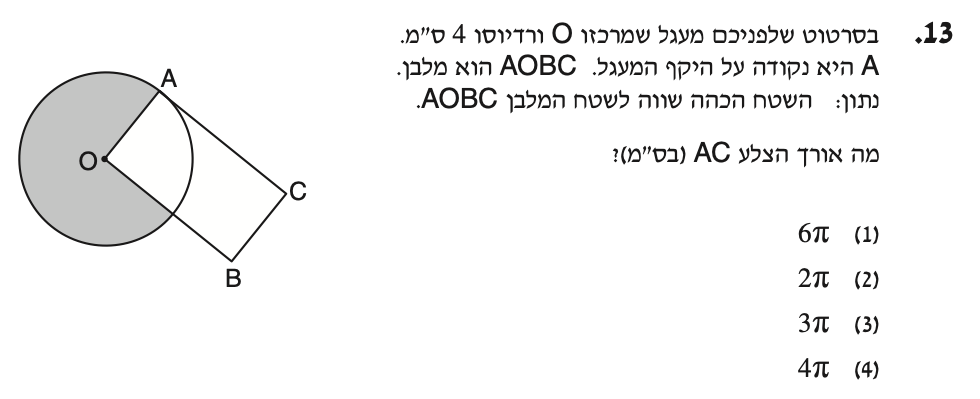 .13 בסרטוט שלפניכם מעגל שמרכזו O ורדיוסו 4 ס"מ.
A היא נקודה על היקף המעגל. AOBC הוא מלבן.
נתון: השטח הכהה שווה לשטח המלבן AOBC.
מה אורך הצלע AC (בס"מ)?
(1) 6π
(2) 2π
(3) 3π
(4) 4π
A
O
C
B